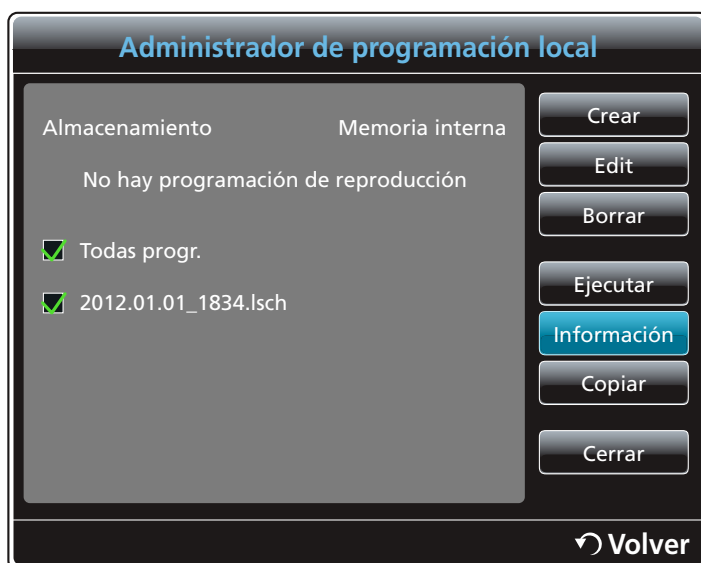 Administrador de programación local
Almacenamiento Memoria interna
No hay programación de reproducción
Todas progr.
2012.01.01_1834.lsch
Crear
Edit
Borrar
Ejecutar
Información
Copiar
Cerrar
Volver